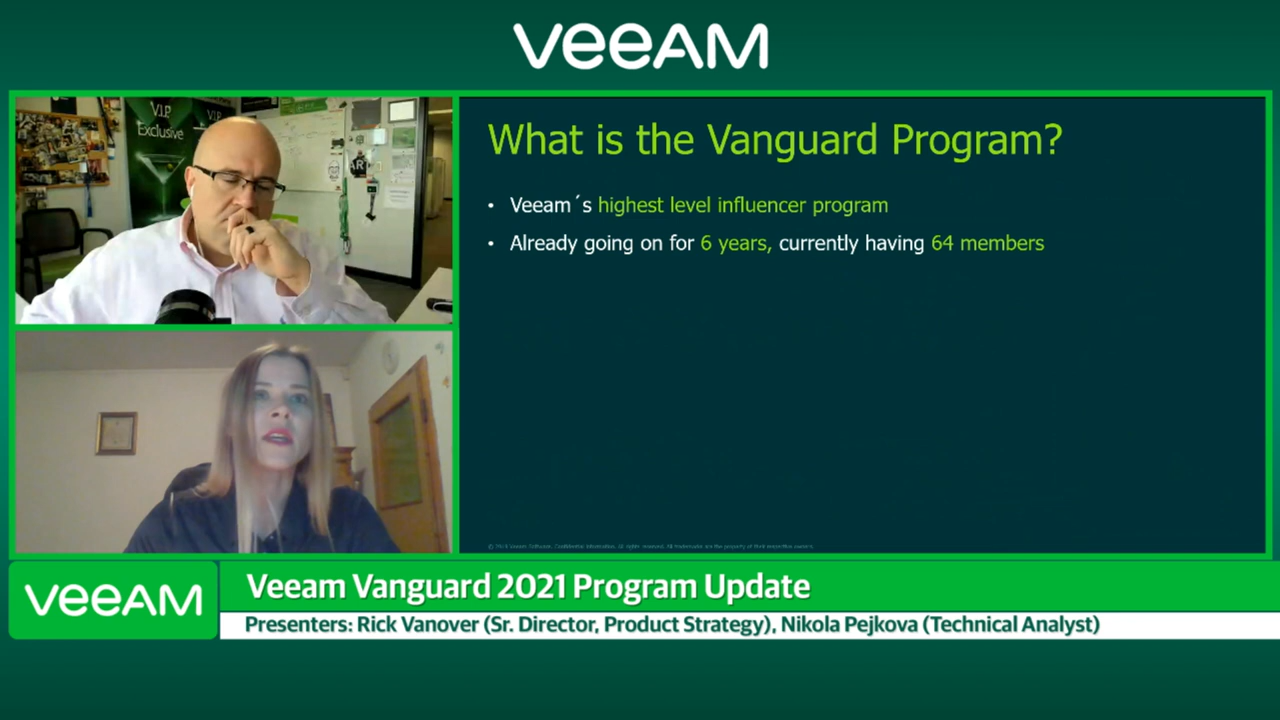 veeAM
V.I.P.
Exclusive
What is the Vanguard Program?
• Veeam´s highest level influencer program
• Already going on for 6 years, currently having 64 members
veeAM
Veeam Vanguard 2021 Program Update
Presenters: Rick Vanover (Sr. Director, Product Strategy), Nikola Pejkova (Technical Analyst)